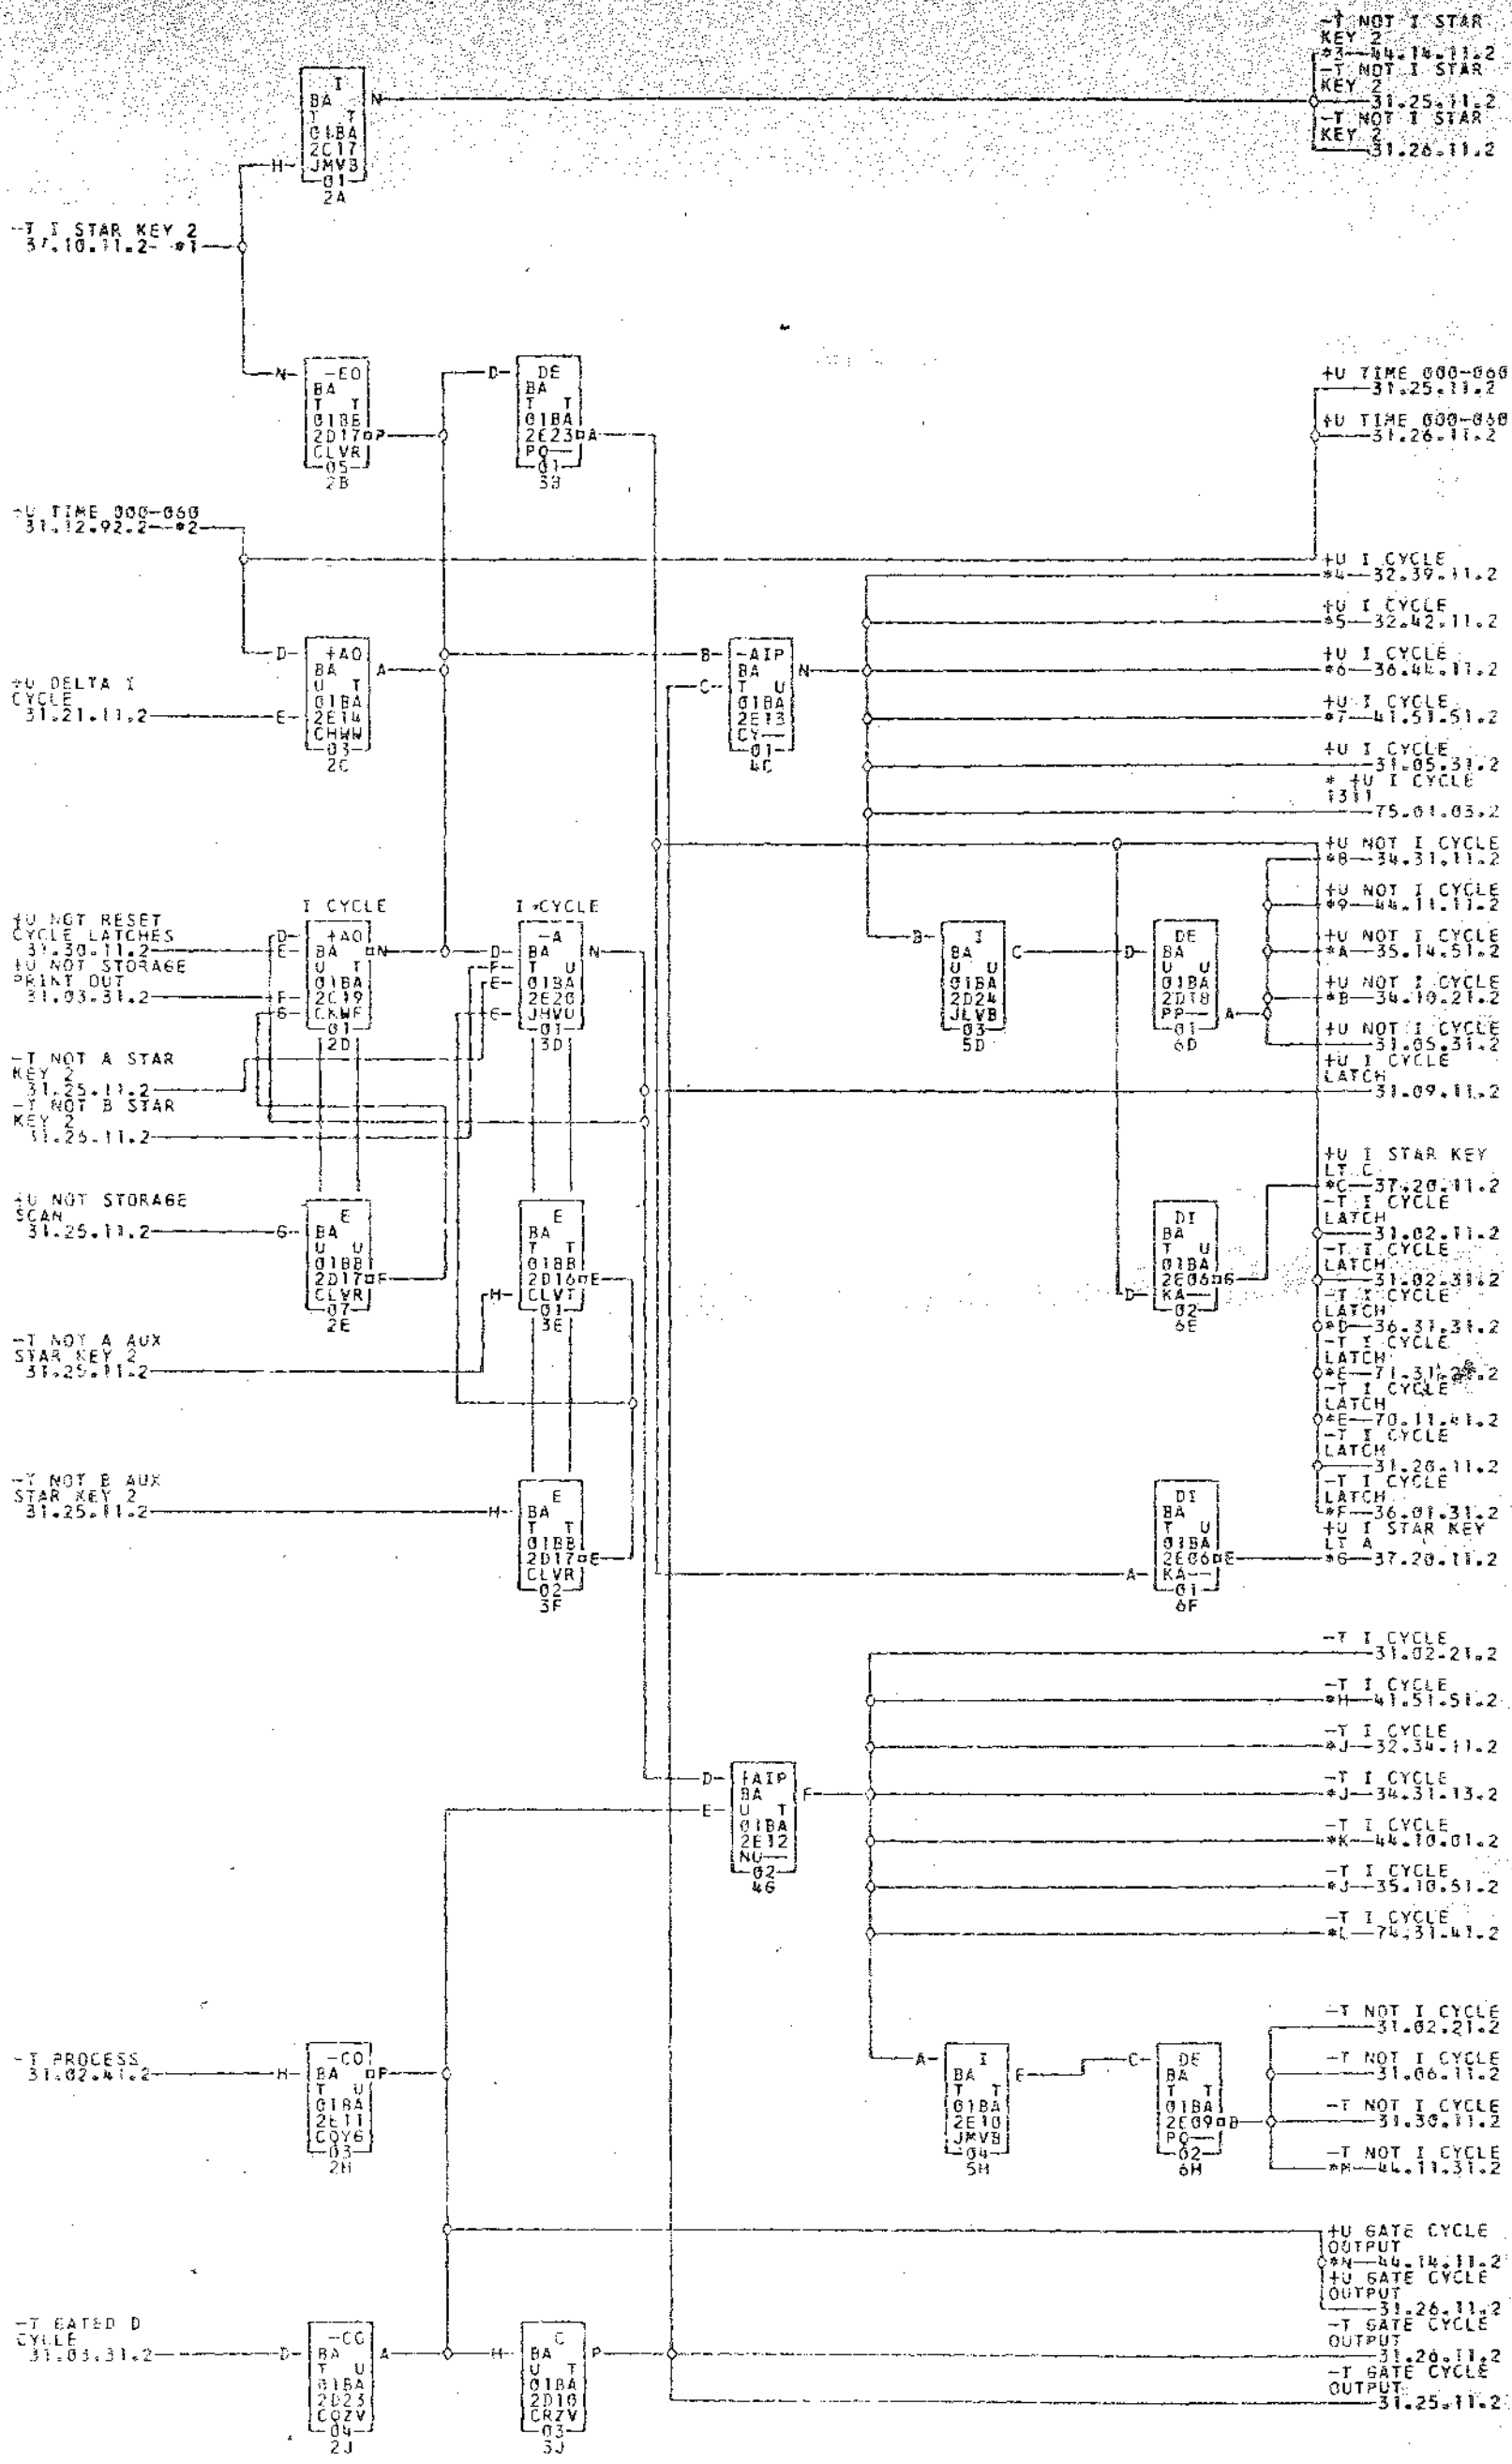 -T NOT I STAR
KEY 2
*3—44.14.11.2
-T NOT I STAR
KEY 2
31.25.11.2
-T NOT I STAR
KEY 2
31.26.11.2
I
BA N
T T
01BA
2C17
H- JMVB
01
2A
-T I STAR KEY 2
37.10.11.2- *1
N- -EO
BA
T T
01BE
2D17 P
CLVR
05
2B
D- DE
BA
T T
01BA
2E23 A
PQ--
01
3B
+U TIME 000-060
31.25.11.2
+U TIME 000-060
31.26.11.2
+U TIME 000-060
31.12.92.2--*2
D- +AO
BA A
U T
01BA
E- 2E14
CHWW
03
2C
+U DELTA I
CYCLE
31.21.11.2
B- -AIP
BA N
C- T U
01BA
2E13
CY--
01
4C
+U I CYCLE
*4—32.39.11.2
+U I CYCLE
*5—32.42.11.2
+U I CYCLE
*6—36.44.11.2
+U I CYCLE
*7—41.51.51.2
+U I CYCLE
31.05.31.2
* +U I CYCLE
1311
75.01.03.2
+U NOT I CYCLE
*8—34.31.11.2
+U NOT I CYCLE
*9—44.11.11.2
+U NOT I CYCLE
*A—35.14.51.2
+U NOT I CYCLE
*B—34.10.21.2
+U NOT I CYCLE
31.05.31.2
+U I CYCLE
LATCH
31.09.11.2
+U NOT RESET
CYCLE LATCHES
31.30.11.2
+U NOT STORAGE
PRINT OUT
31.03.31.2
I CYCLE
D- +AO
E- BA N
U T
01BA
F- 2C19
G- CKWF
01
2D
I CYCLE
-A
D- BA N
F- T U
E- 01BA
2E20
G- JHVU
01
3D
B- I
BA C
U U
01BA
2D24
JLVB
03
5D
D- DE
BA
U U
01BA
2D18
PP-- A
01
6D
-T NOT A STAR
KEY 2
31.25.11.2
-T NOT B STAR
KEY 2
31.26.11.2
+U NOT STORAGE
SCAN
31.25.11.2
E
G- BA
U U
01BB
2D17 F
CLVR
07
2E
E
BA
T T
01BB
2D16 E
H- CLVT
01
3E
DI
BA
T U
01BA
2E06 G
D- KA--
02
6E
+U I STAR KEY
LT C
*C—37.20.11.2
-T I CYCLE
LATCH
31.02.11.2
-T I CYCLE
LATCH
31.02.31.2
-T I CYCLE
LATCH
*D—36.31.31.2
-T I CYCLE
LATCH
*E—71.31.21.2
-T I CYCLE
LATCH
*E—70.11.41.2
-T I CYCLE
LATCH
31.20.11.2
-T I CYCLE
LATCH
*F—36.01.31.2
+U I STAR KEY
LT A
*G—37.20.11.2
-T NOT A AUX
STAR KEY 2
31.25.11.2
-T NOT B AUX
STAR KEY 2
31.25.11.2
E
H- BA
T T
01BB
2D17 E
CLVR
02
3F
DI
BA
T U
01BA
2E06 E
A- KA--
01
6F
-T I CYCLE
31.02.21.2
-T I CYCLE
*H—41.51.51.2
-T I CYCLE
*J—32.34.11.2
-T I CYCLE
*J—34.31.13.2
-T I CYCLE
*K—44.10.01.2
-T I CYCLE
*J—35.10.51.2
-T I CYCLE
*L—74.31.41.2
D- +AIP
BA F
E- U T
01BA
2E12
NU--
02
4G
-T PROCESS
31.02.41.2
-CO
H- BA P
T U
01BA
2E11
CQYG
03
2H
A- I
BA E
T T
01BA
2E10
JMVB
04
5H
C- DE
BA
T T
01BA
2E09 B
PQ--
02
6H
-T NOT I CYCLE
31.02.21.2
-T NOT I CYCLE
31.06.11.2
-T NOT I CYCLE
31.30.11.2
-T NOT I CYCLE
*M—44.11.31.2
+U GATE CYCLE
OUTPUT
*N—44.14.11.2
+U GATE CYCLE
OUTPUT
31.26.11.2
-T GATE CYCLE
OUTPUT
31.26.11.2
-T GATE CYCLE
OUTPUT
31.25.11.2
-T GATED D
CYCLE
31.03.31.2
-CO
D- BA A
T U
01BA
2D23
CQZV
04
2J
C
H- BA P
U T
01BA
2D10
CRZV
03
3J